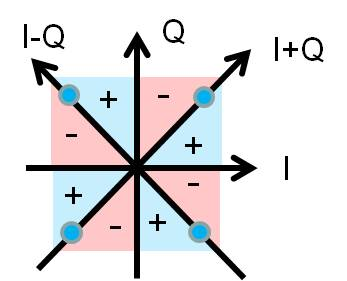 I-Q
Q
I+Q
+ -
- +
I
+ -
- +